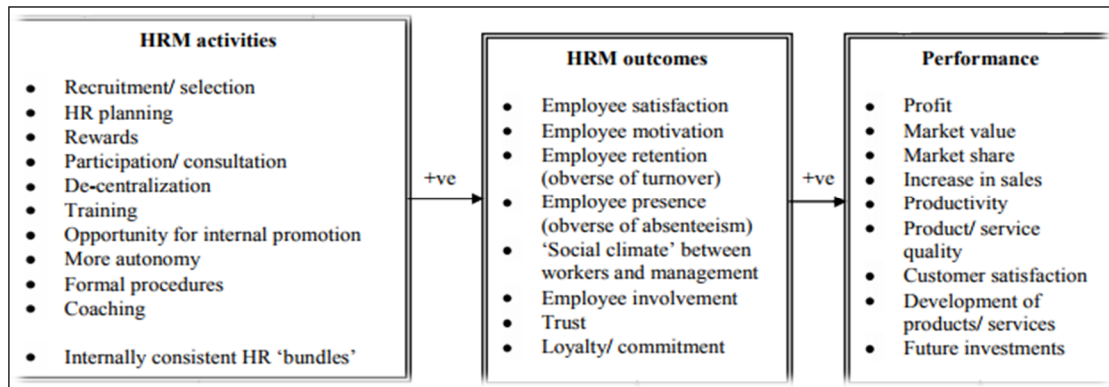 HRM activities
● Recruitment/ selection
● HR planning
● Rewards
● Participation/ consultation
● De-centralization
● Training
● Opportunity for internal promotion
● More autonomy
● Formal procedures
● Coaching
● Internally consistent HR ‘bundles’
+ve
HRM outcomes
● Employee satisfaction
● Employee motivation
● Employee retention
(obverse of turnover)
● Employee presence
(obverse of absenteeism)
● ‘Social climate’ between
workers and management
● Employee involvement
● Trust
● Loyalty/ commitment
+ve
Performance
● Profit
● Market value
● Market share
● Increase in sales
● Productivity
● Product/ service
quality
● Customer satisfaction
● Development of
products/ services
● Future investments